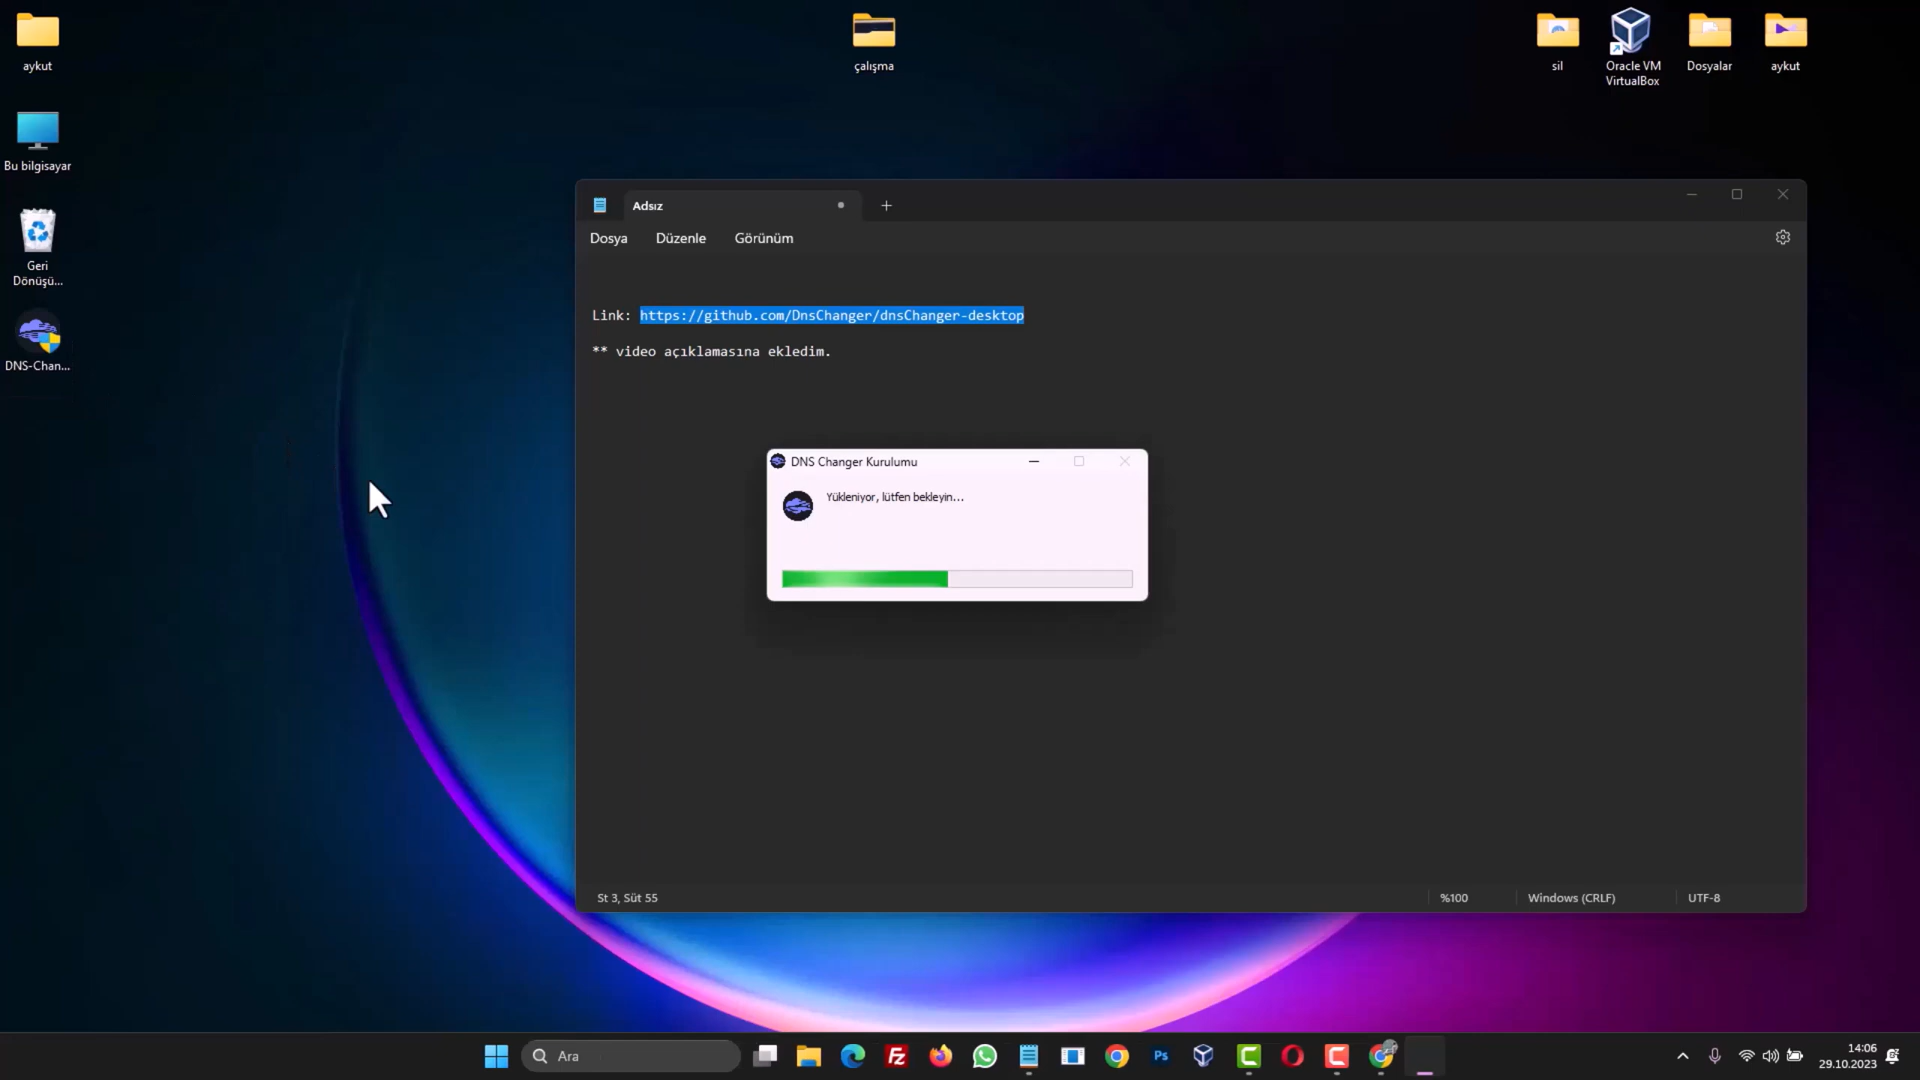 aykut
çalışma
sil
Oracle VM
VirtualBox
Dosyalar
aykut
Bu bilgisayar
Geri
Dönüşü...
DNS-Chan...
Adsız
Dosya
Düzenle
Görünüm
Link: https://github.com/DnsChanger/dnsChanger-desktop
** video açıklamasına ekledim.
DNS Changer Kurulumu
Yükleniyor, lütfen bekleyin...
St 3, Süt 55
%100
Windows (CRLF)
UTF-8
Ara
Fz
Ps
14:06
29.10.2023